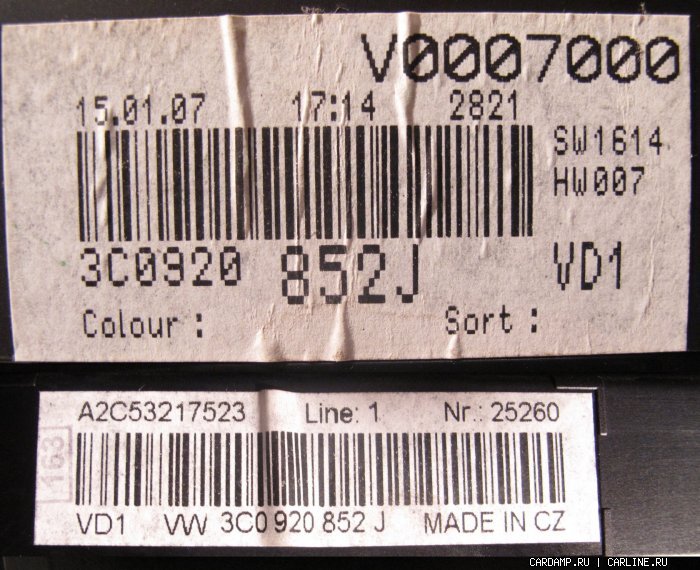 V0007000
15.01.07 17:14 2821
SW1614
HW007
3C0920 852J VD1
Colour : Sort :
A2C53217523 Line: 1 Nr.: 25260
163
VD1 VW 3C0 920 852 J MADE IN CZ
CARDAMP.RU | CARLINE.RU